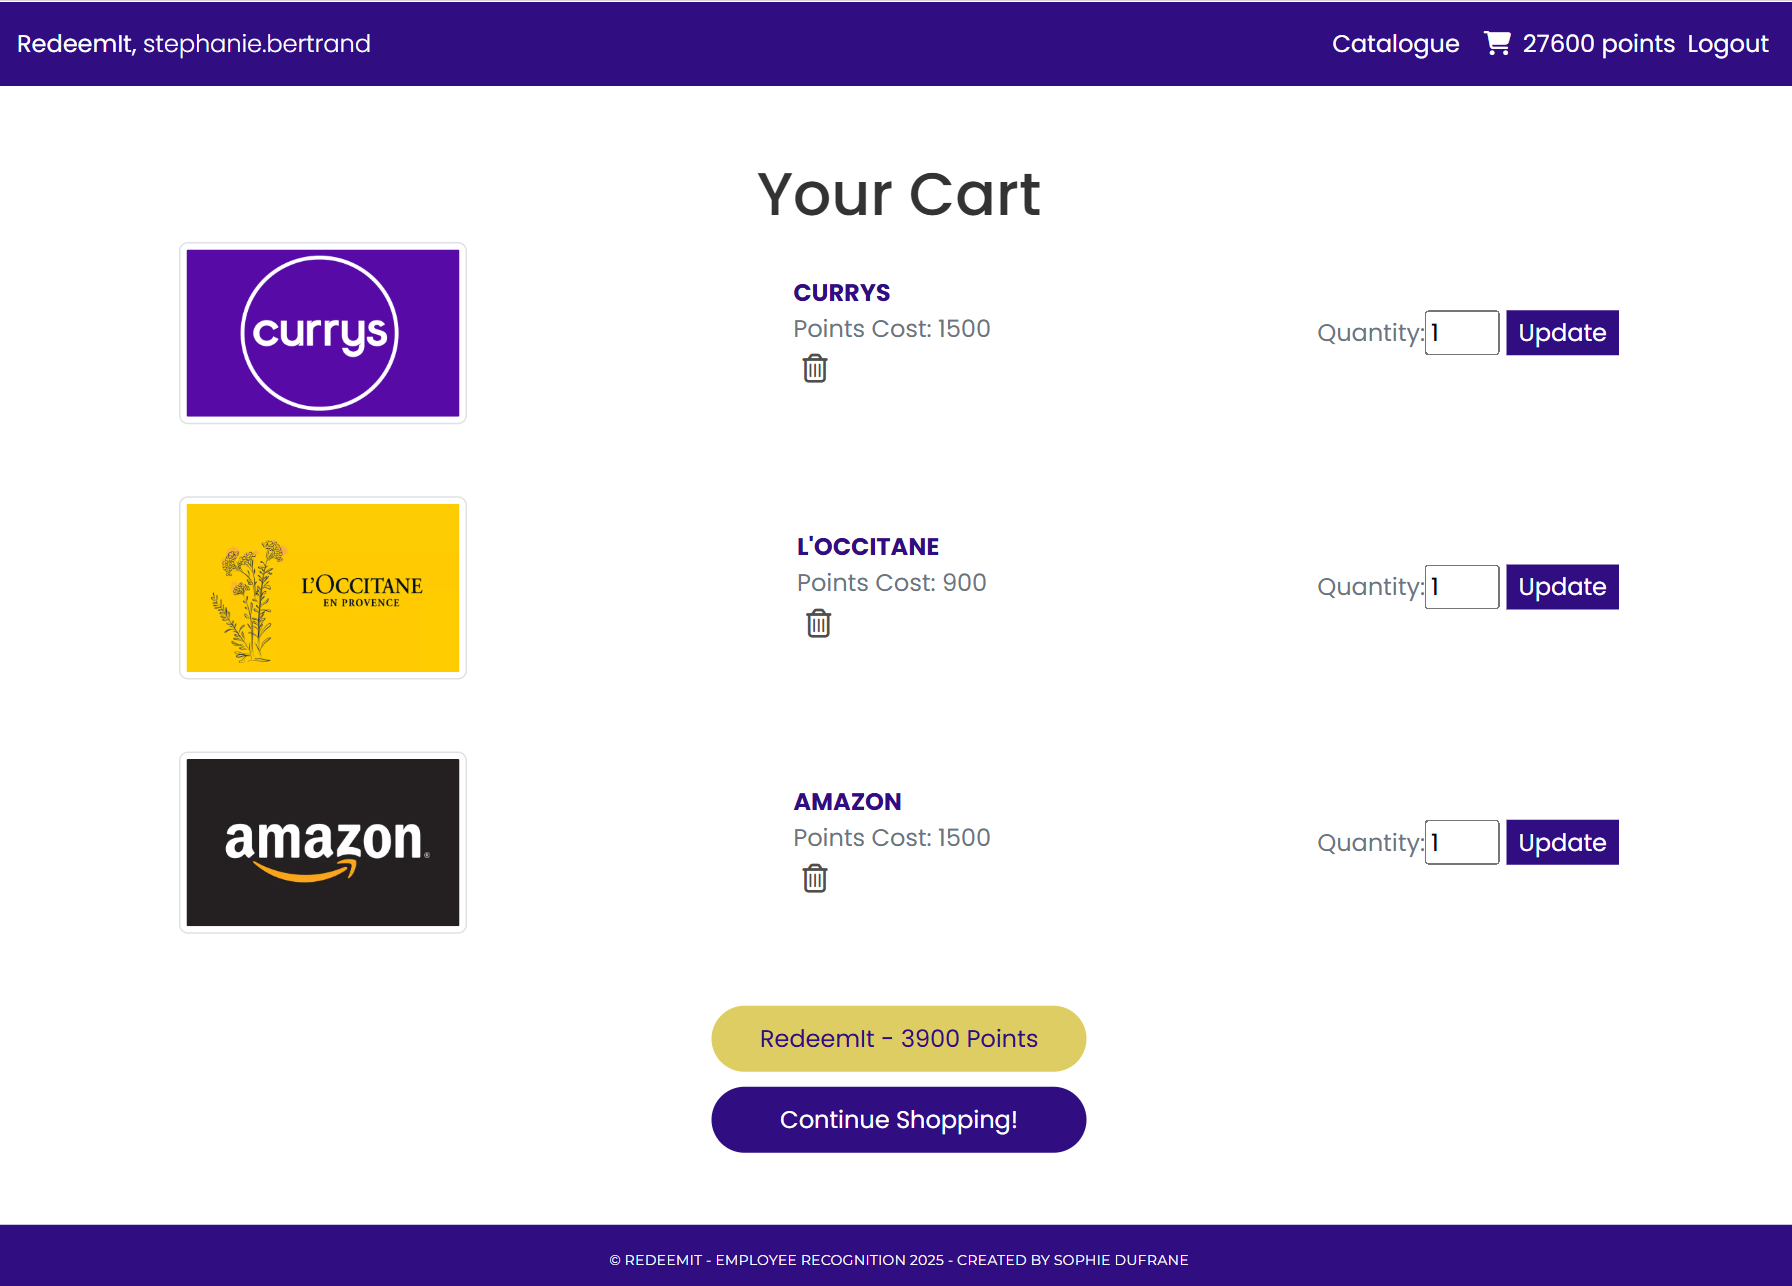 RedeemIt, stephanie.bertrand
Catalogue 27600 points Logout
Your Cart
currys
CURRYS
Points Cost: 1500
Quantity: 1 Update
L'OCCITANE
EN PROVENCE
L'OCCITANE
Points Cost: 900
Quantity: 1 Update
amazon®
AMAZON
Points Cost: 1500
Quantity: 1 Update
RedeemIt - 3900 Points
Continue Shopping!
© REDEEMIT - EMPLOYEE RECOGNITION 2025 - CREATED BY SOPHIE DUFRANE